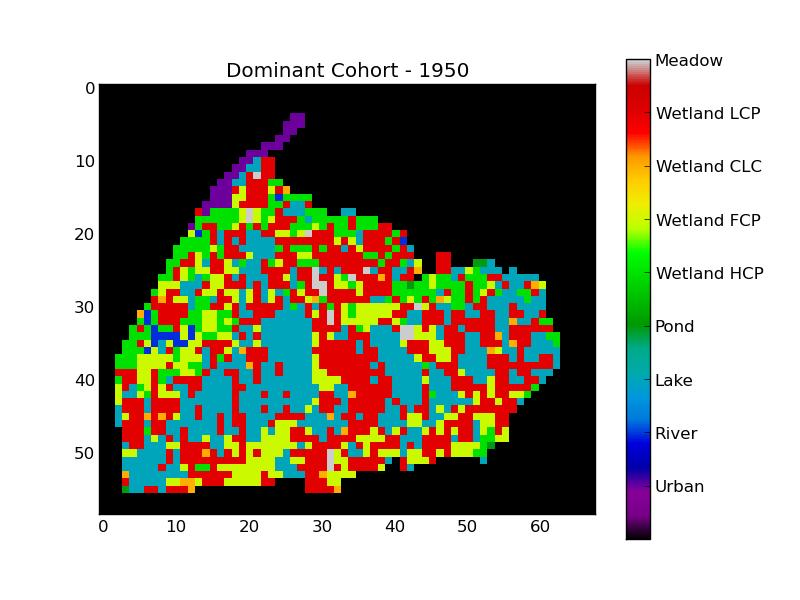 Dominant Cohort - 1950
0
10
20
30
40
50
0 10 20 30 40 50 60
Meadow
Wetland LCP
Wetland CLC
Wetland FCP
Wetland HCP
Pond
Lake
River
Urban